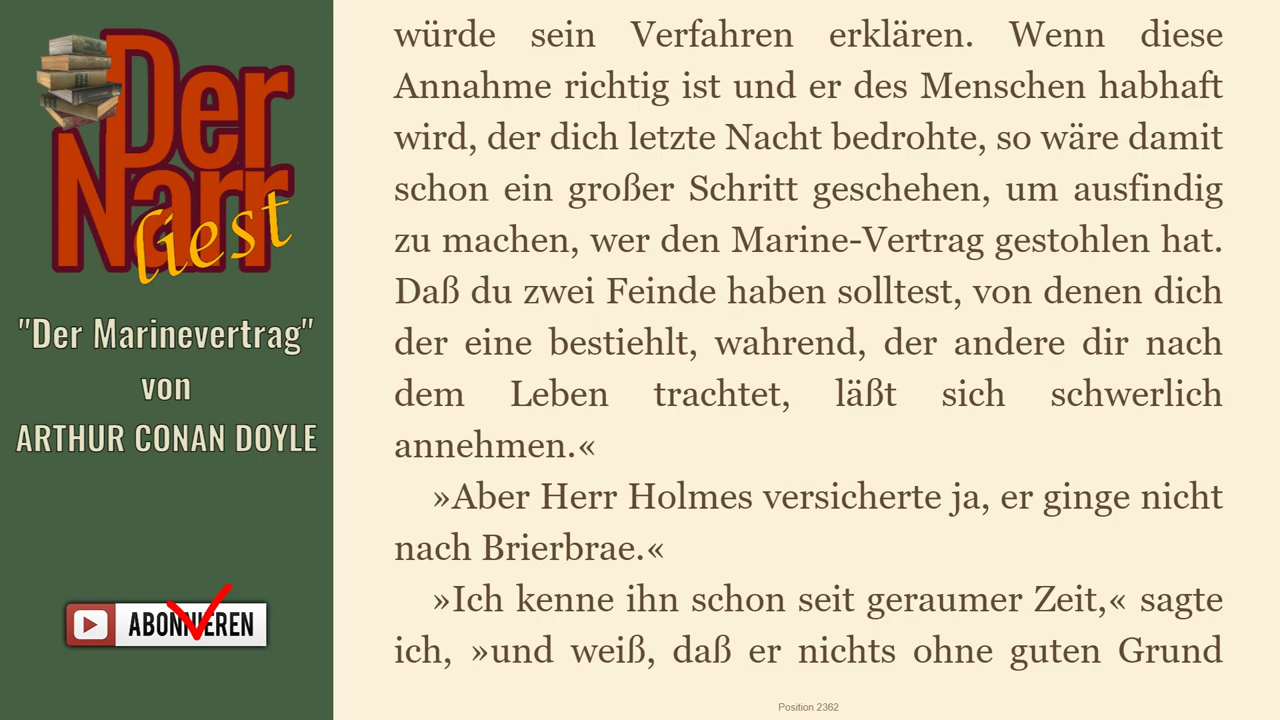 Der
Narr
liest
"Der Marinevertrag"
von
ARTHUR CONAN DOYLE
ABONNIEREN
würde sein Verfahren erklären. Wenn diese
Annahme richtig ist und er des Menschen habhaft
wird, der dich letzte Nacht bedrohte, so wäre damit
schon ein großer Schritt geschehen, um ausfindig
zu machen, wer den Marine-Vertrag gestohlen hat.
Daß du zwei Feinde haben solltest, von denen dich
der eine bestiehlt, wahrend, der andere dir nach
dem Leben trachtet, läßt sich schwerlich
annehmen.«
»Aber Herr Holmes versicherte ja, er ginge nicht
nach Brierbrae.«
»Ich kenne ihn schon seit geraumer Zeit,« sagte
ich, »und weiß, daß er nichts ohne guten Grund
Position 2362